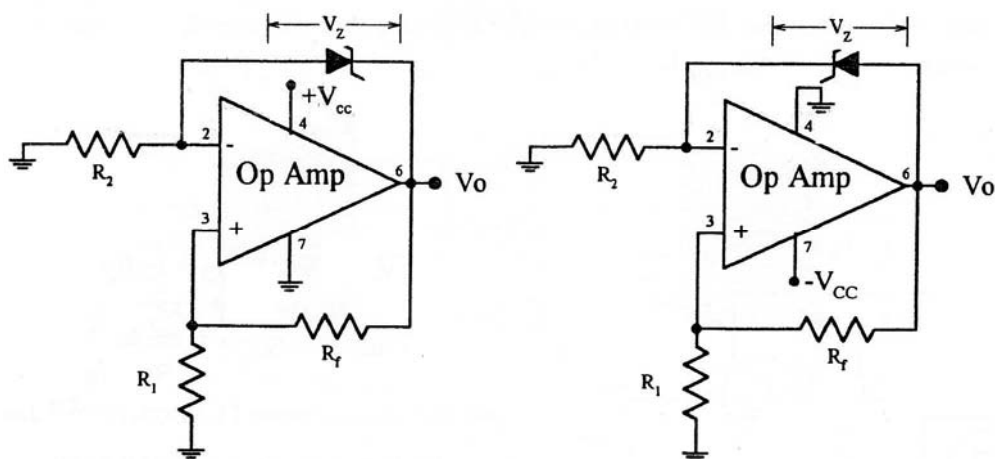 V_Z
+V_cc
4
2
-
R_2
Op Amp
6
Vo
3
+
7
R_f
R_1
V_Z
4
2
-
R_2
Op Amp
6
Vo
3
+
7
-V_CC
R_f
R_1